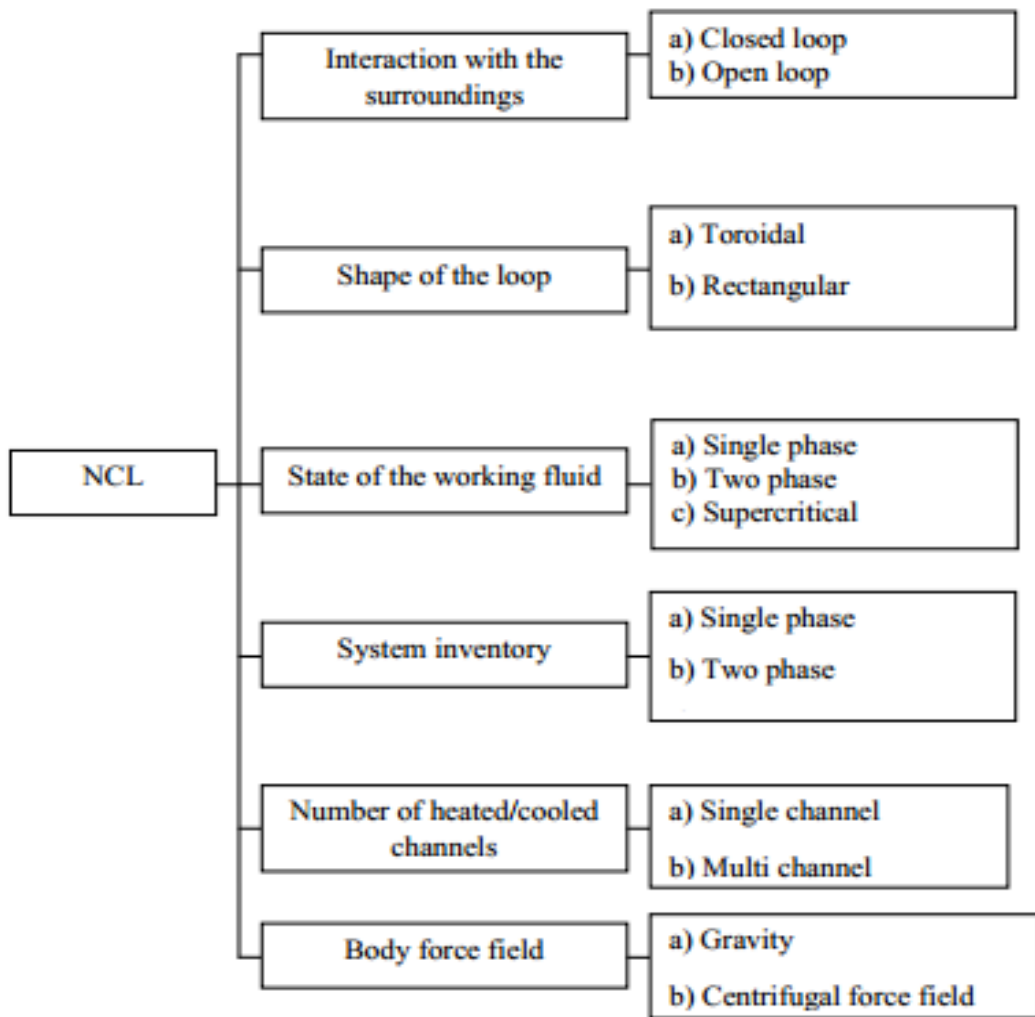 Interaction with the
surroundings
a) Closed loop
b) Open loop
Shape of the loop
a) Toroidal
b) Rectangular
NCL
State of the working fluid
a) Single phase
b) Two phase
c) Supercritical
System inventory
a) Single phase
b) Two phase
Number of heated/cooled
channels
a) Single channel
b) Multi channel
Body force field
a) Gravity
b) Centrifugal force field